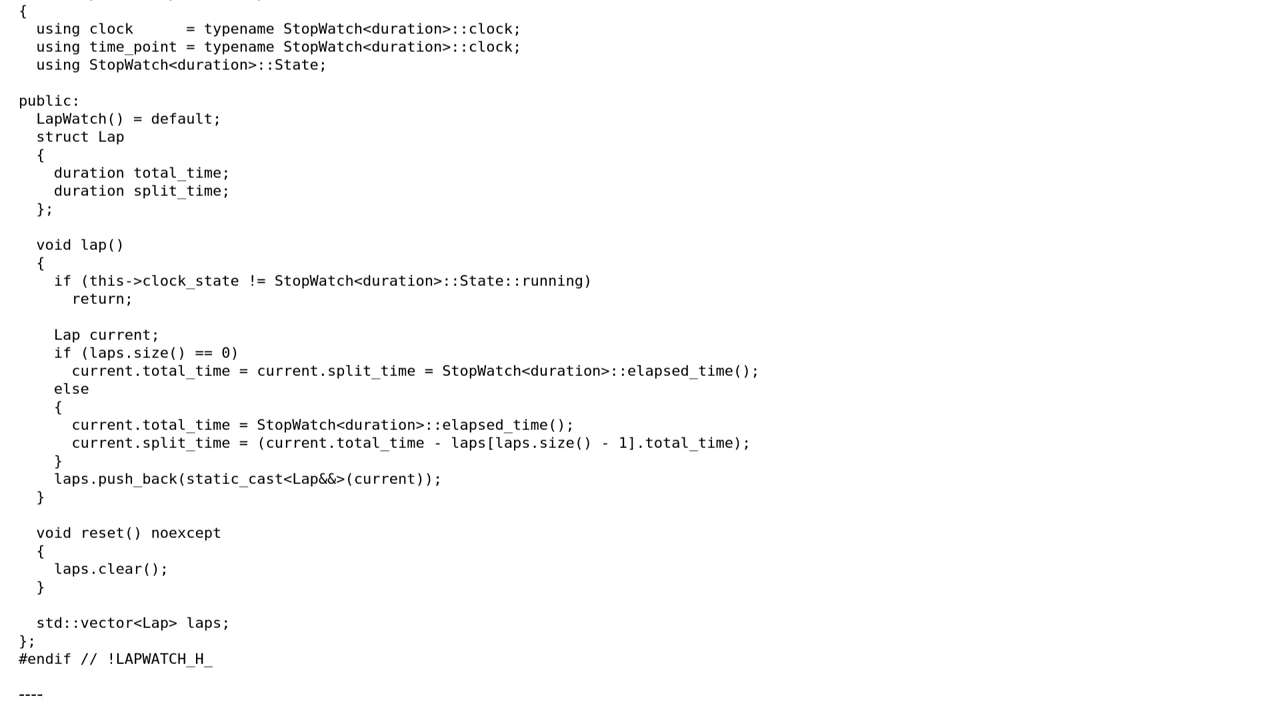 {
  using clock      = typename StopWatch<duration>::clock;
  using time_point = typename StopWatch<duration>::clock;
  using StopWatch<duration>::State;

public:
  LapWatch() = default;
  struct Lap
  {
    duration total_time;
    duration split_time;
  };

  void lap()
  {
    if (this->clock_state != StopWatch<duration>::State::running)
      return;

    Lap current;
    if (laps.size() == 0)
      current.total_time = current.split_time = StopWatch<duration>::elapsed_time();
    else
    {
      current.total_time = StopWatch<duration>::elapsed_time();
      current.split_time = (current.total_time - laps[laps.size() - 1].total_time);
    }
    laps.push_back(static_cast<Lap&&>(current));
  }

  void reset() noexcept
  {
    laps.clear();
  }

  std::vector<Lap> laps;
};
#endif // !LAPWATCH_H_

----